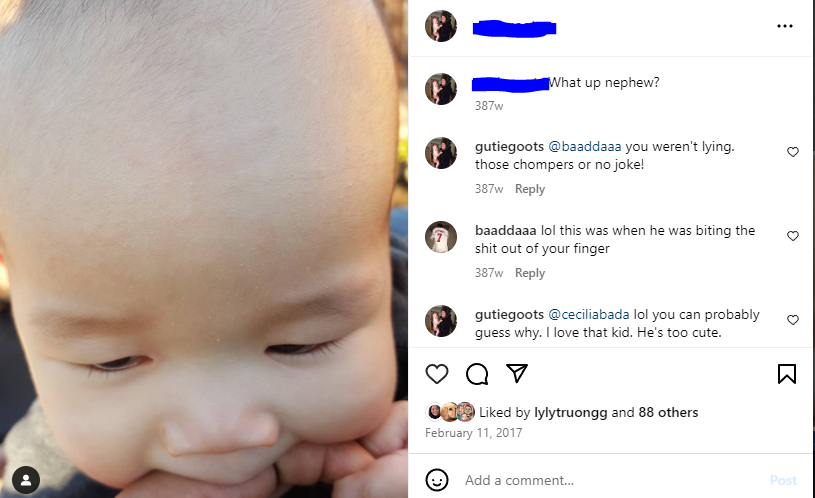 What up nephew?
387w
gutiegoots @baaddaaa you weren't lying.
those chompers or no joke!
387w Reply
baaddaaa lol this was when he was biting the
shit out of your finger
387w Reply
gutiegoots @ceciliabada lol you can probably
guess why. I love that kid. He's too cute.
Liked by lylytruongg and 88 others
February 11, 2017
Add a comment...
Post